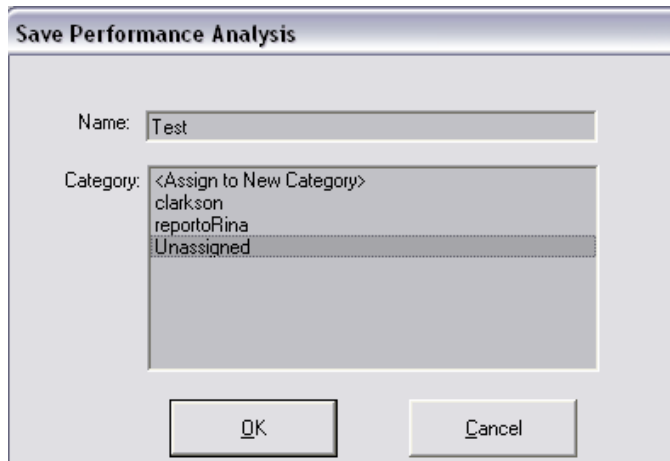 Save Performance Analysis
Name: Test
Category: <Assign to New Category>
clarkson
reportoRina
Unassigned
OK Cancel